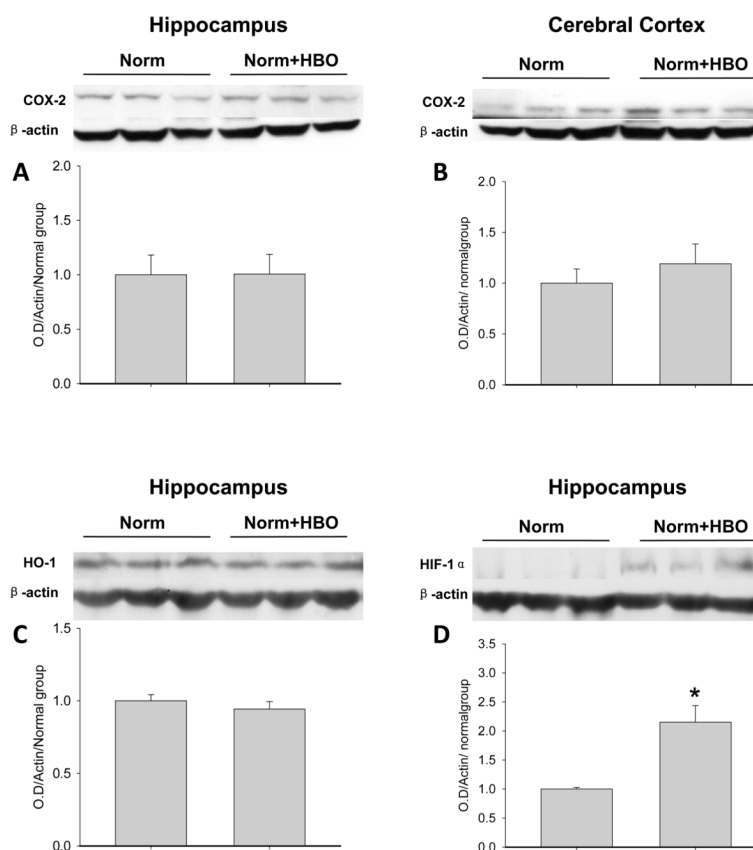 Hippocampus
Norm Norm+HBO
COX-2
β-actin
A
2.0
1.5
1.0
0.5
0.0
O.D/Actin/Normal group
Cerebral Cortex
Norm Norm+HBO
COX-2
β-actin
B
2.0
1.5
1.0
0.5
0.0
O.D/Actin/ normalgroup
Hippocampus
Norm Norm+HBO
HO-1
β-actin
C
1.5
1.0
0.5
0.0
O.D/Actin/Normal group
Hippocampus
Norm Norm+HBO
HIF-1 α
β-actin
D
3.5
3.0
2.5
2.0
1.5
1.0
0.5
0.0
O.D/Actin/ normalgroup
*